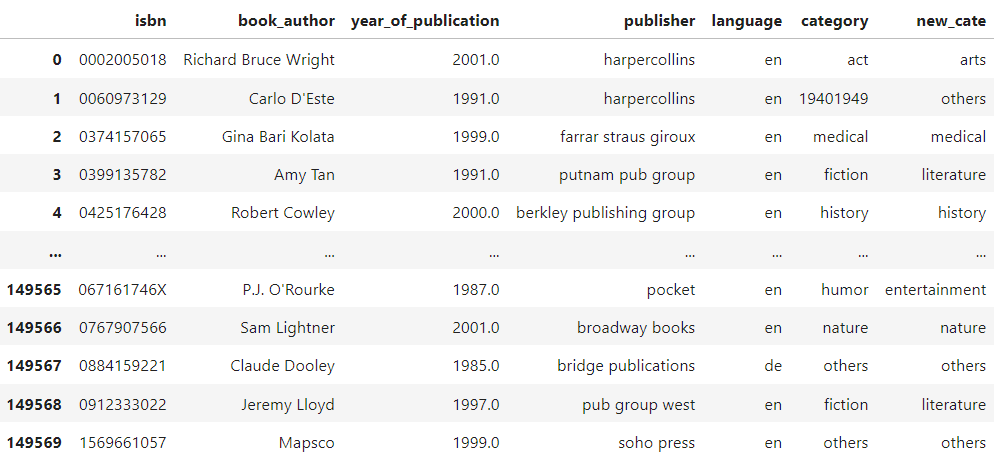 isbn book_author year_of_publication publisher language category new_cate
0 0002005018 Richard Bruce Wright 2001.0 harpercollins en act arts
1 0060973129 Carlo D'Este 1991.0 harpercollins en 19401949 others
2 0374157065 Gina Bari Kolata 1999.0 farrar straus giroux en medical medical
3 0399135782 Amy Tan 1991.0 putnam pub group en fiction literature
4 0425176428 Robert Cowley 2000.0 berkley publishing group en history history
... ... ... ... ... ... ... ...
149565 067161746X P.J. O'Rourke 1987.0 pocket en humor entertainment
149566 0767907566 Sam Lightner 2001.0 broadway books en nature nature
149567 0884159221 Claude Dooley 1985.0 bridge publications de others others
149568 0912333022 Jeremy Lloyd 1997.0 pub group west en fiction literature
149569 1569661057 Mapsco 1999.0 soho press en others others